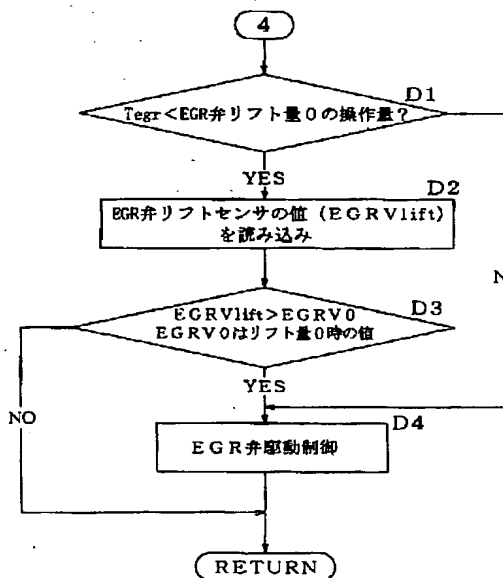 4
D1
Tegr<EGR弁リフト量0の操作量?
YES
D2
EGR弁リフトセンサの値(EGRVlift)
を読み込み
N
D3
EGRVlift>EGRV0
EGRV0はリフト量0時の値
YES
NO
D4
EGR弁駆動制御
RETURN